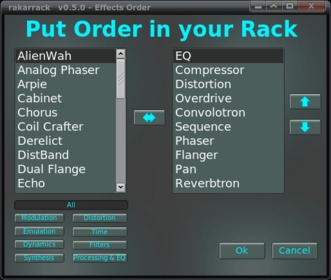 rakarrack v0.5.0 - Effects Order
Put Order in your Rack
AlienWah
Analog Phaser
Arpie
Cabinet
Chorus
Coil Crafter
Derelict
DistBand
Dual Flange
Echo
EQ
Compressor
Distortion
Overdrive
Convolotron
Sequence
Phaser
Flanger
Pan
Reverbtron
All
Modulation
Distortion
Emulation
Time
Dynamics
Filters
Synthesis
Processing & EQ
Ok
Cancel